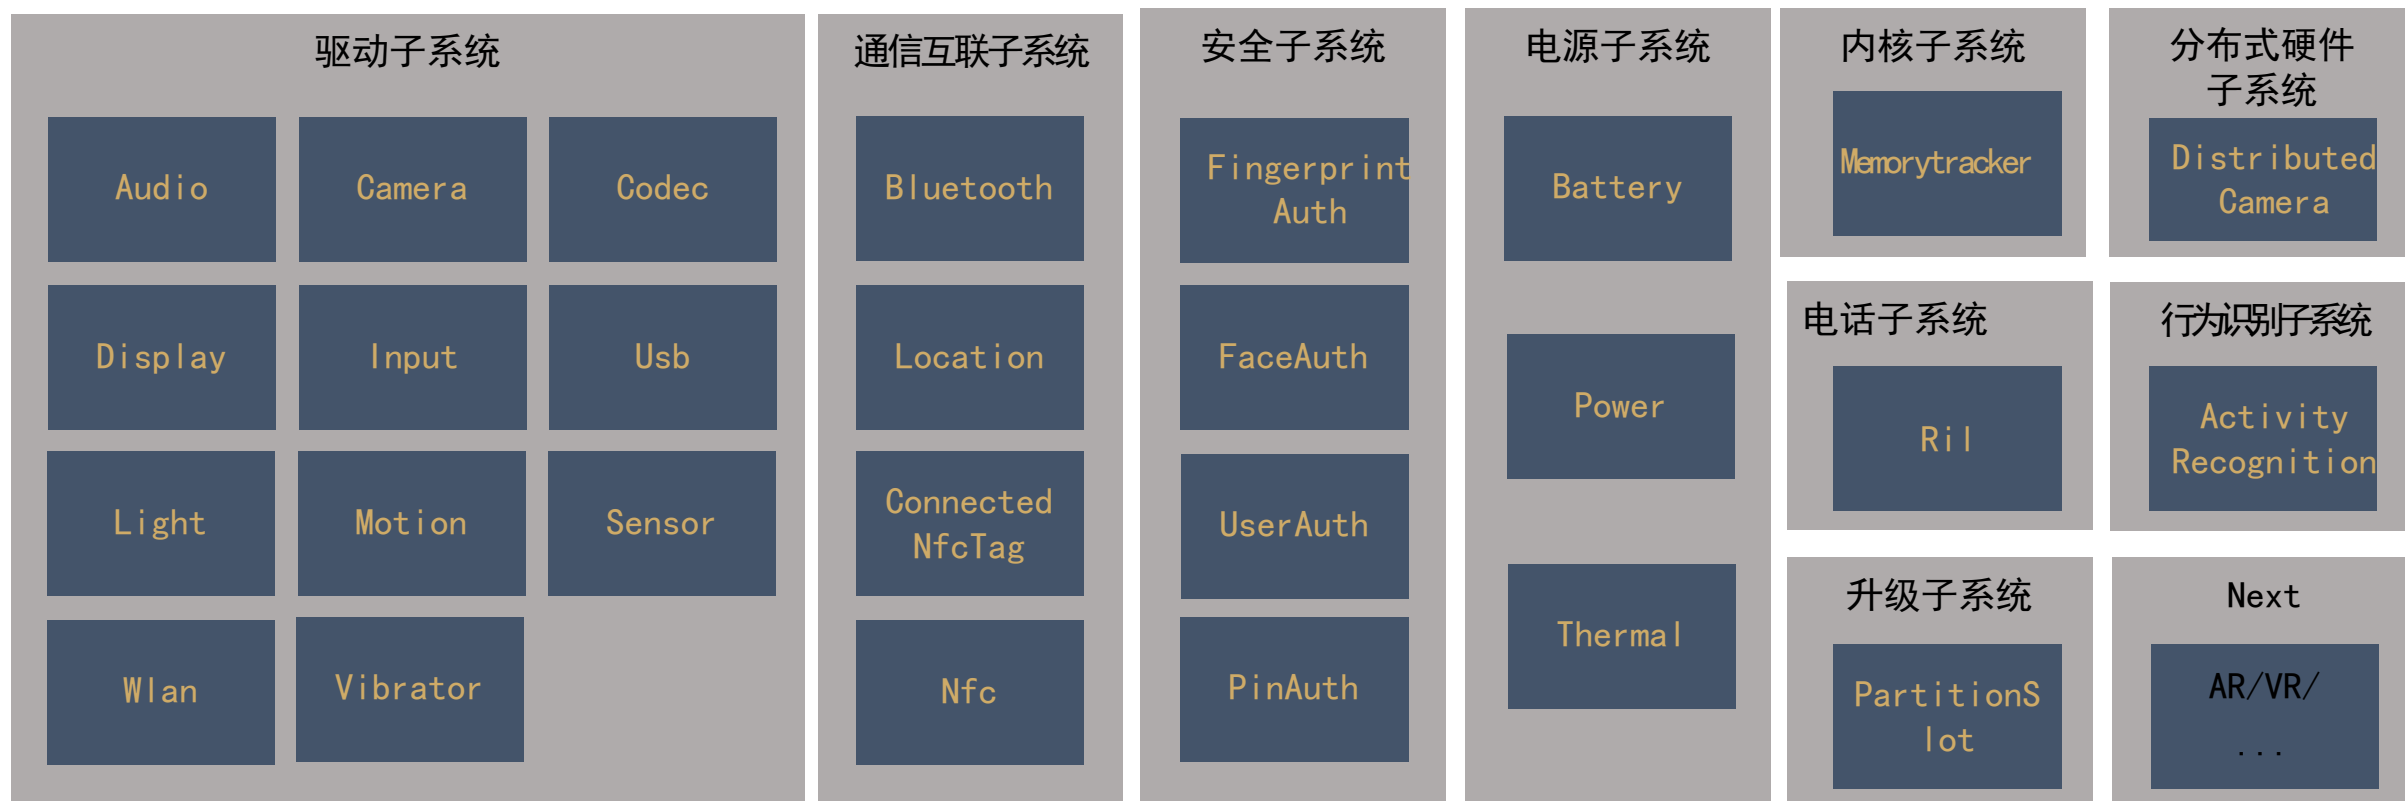 驱动子系统
Audio
Camera
Codec
Display
Input
Usb
Light
Motion
Sensor
Wlan
Vibrator
通信互联子系统
Bluetooth
Location
Connected
NfcTag
Nfc
安全子系统
Fingerprint
Auth
FaceAuth
UserAuth
PinAuth
电源子系统
Battery
Power
Thermal
内核子系统
Memorytracker
分布式硬件
子系统
Distributed
Camera
电话子系统
Ril
行为识别子系统
Activity
Recognition
升级子系统
PartitionS
lot
Next
AR/VR/
...